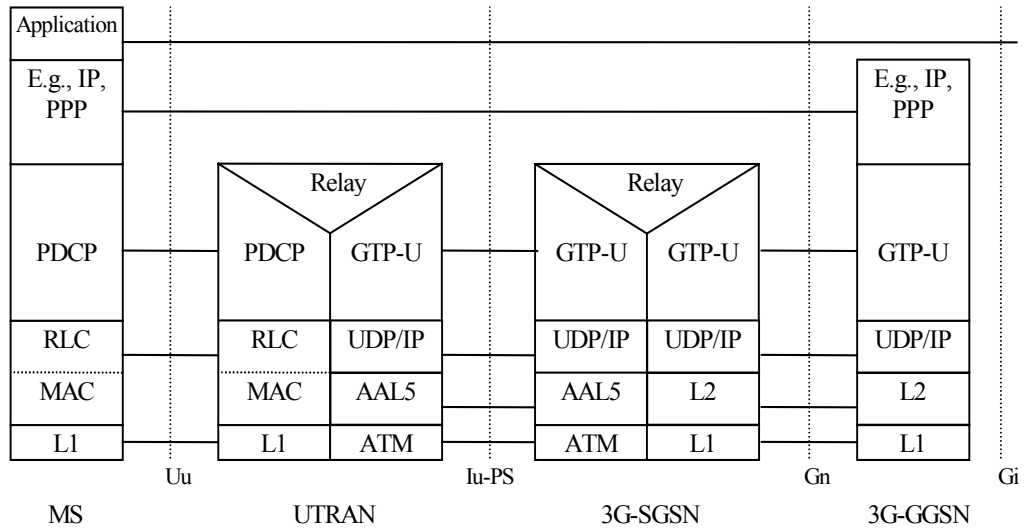 Application
E.g., IP,
PPP
E.g., IP,
PPP
Relay
Relay
PDCP
PDCP
GTP-U
GTP-U
GTP-U
GTP-U
RLC
RLC
UDP/IP
UDP/IP
UDP/IP
UDP/IP
MAC
MAC
AAL5
AAL5
L2
L2
L1
L1
ATM
ATM
L1
L1
Uu
Iu-PS
Gn
Gi
MS
UTRAN
3G-SGSN
3G-GGSN